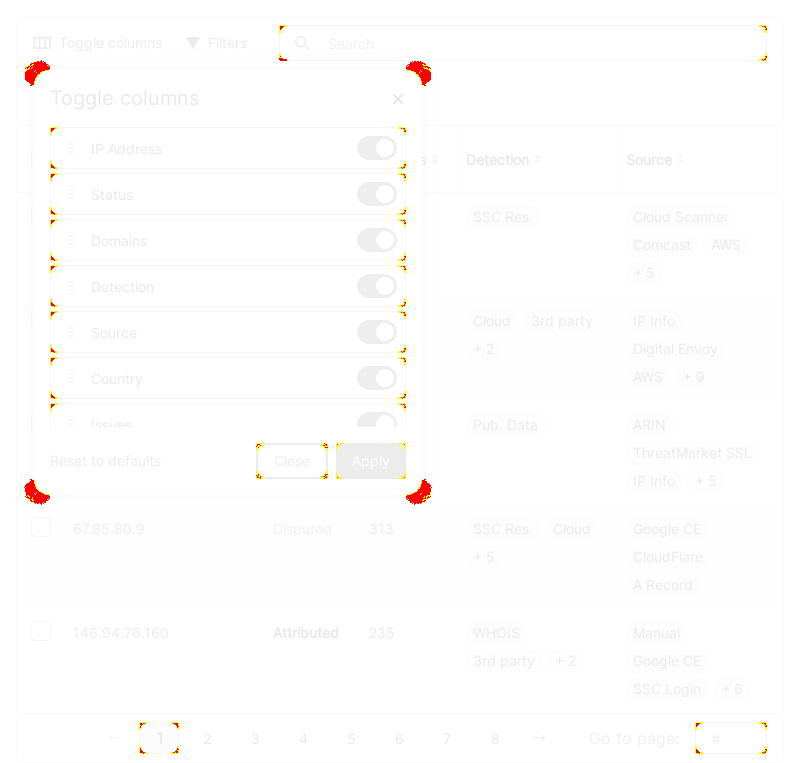 Toggle columns Filters Search
Toggle columns
IP Address
Status
Domains
Detection
Source
Country
Issues
Reset to defaults Close Apply
Detection Source
SSC Res. Cloud Scanner
Comcast AWS
+ 5
Cloud 3rd party IP Info
+ 2 Digital Envoy
AWS + 9
Pub. Data ARIN
ThreatMarket SSL
IP Info + 5
67.85.80.9 Disputed 313 SSC Res. Cloud Google CE
+ 5 CloudFlare
A Record
146.94.76.160 Attributed 235 WHOIS Manual
3rd party + 2 Google CE
SSC Login + 6
← 1 2 3 4 5 6 7 8 → Go to page: #